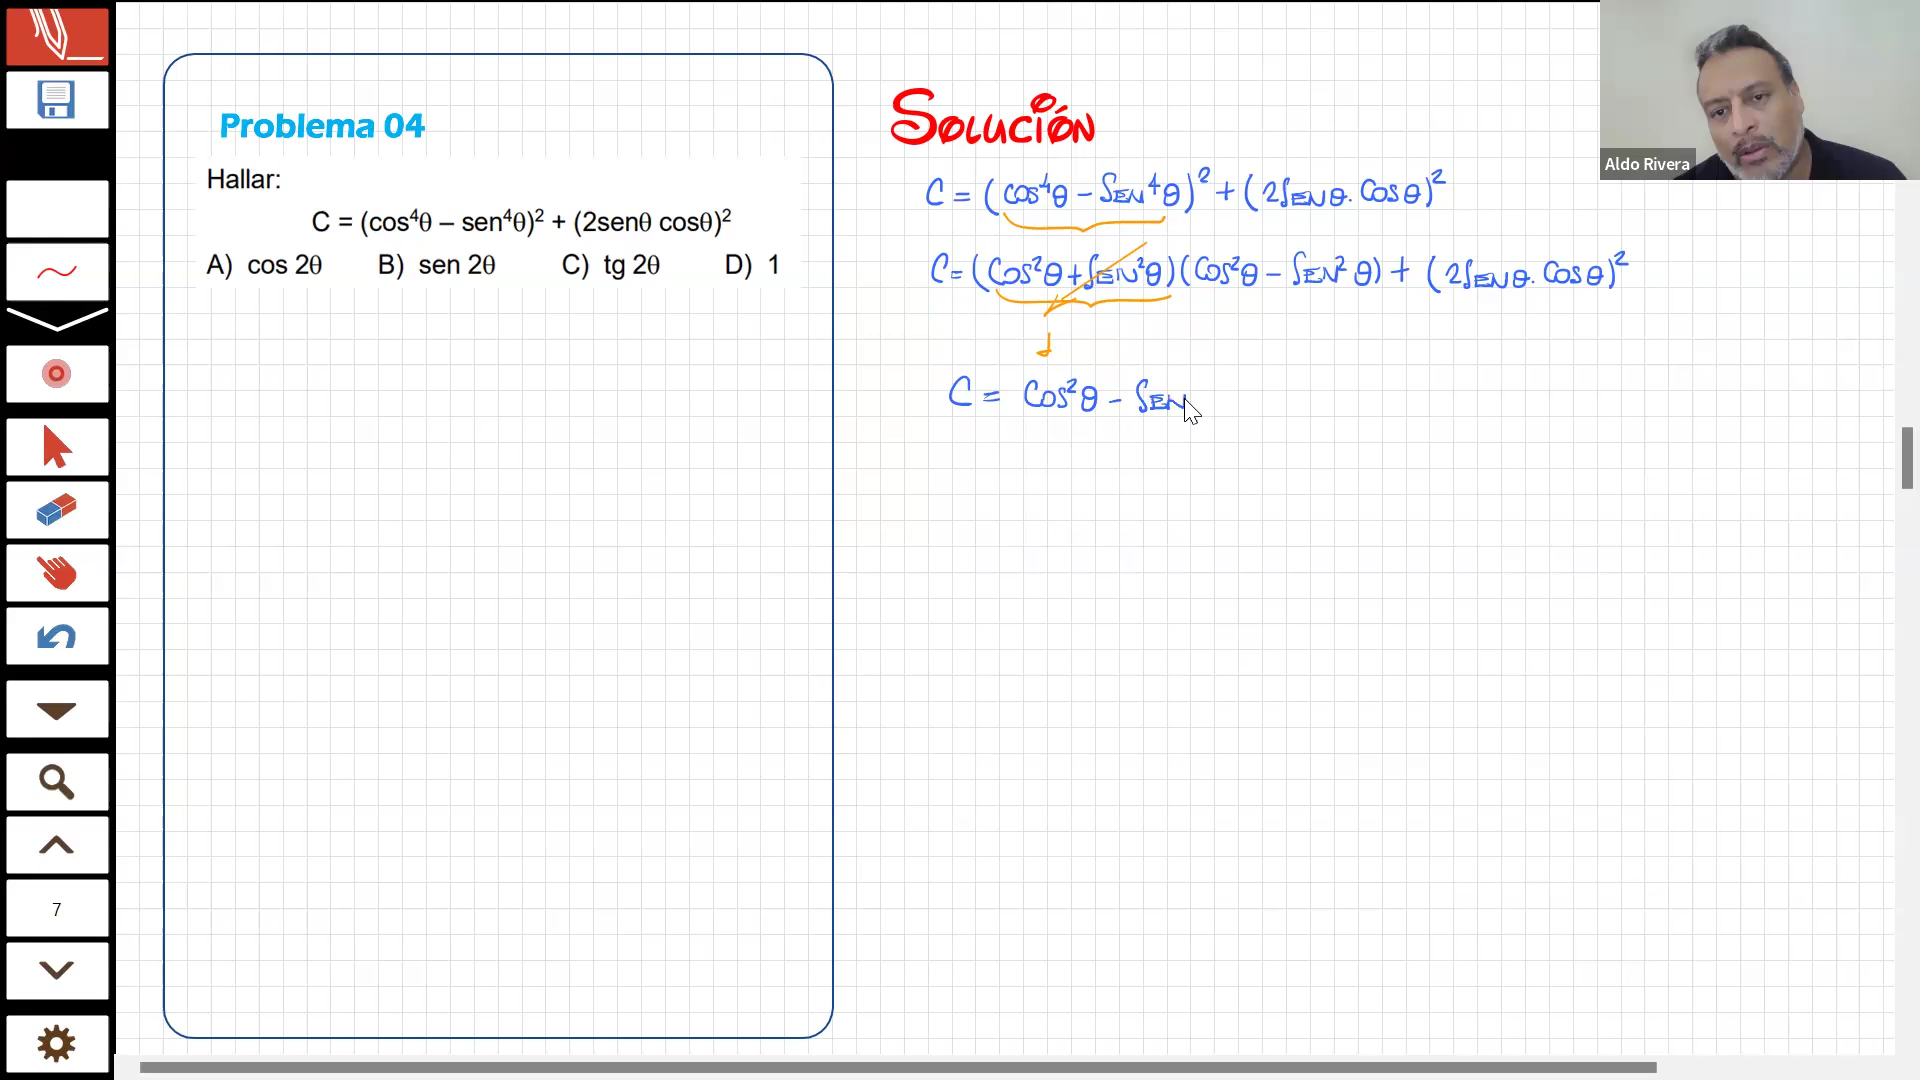 Problema 04
Hallar:
C = (cos⁴θ – sen⁴θ)² + (2senθ cosθ)²
A) cos 2θ B) sen 2θ C) tg 2θ D) 1
SOLUCIÓN
C = (cos⁴θ - SEN⁴θ)² + (2SENθ. Cosθ)²
C = (Cos²θ + SEN²θ)(Cos²θ - SEN²θ) + (2SENθ. Cosθ)²
1
C = Cos²θ - SEN
Aldo Rivera
7